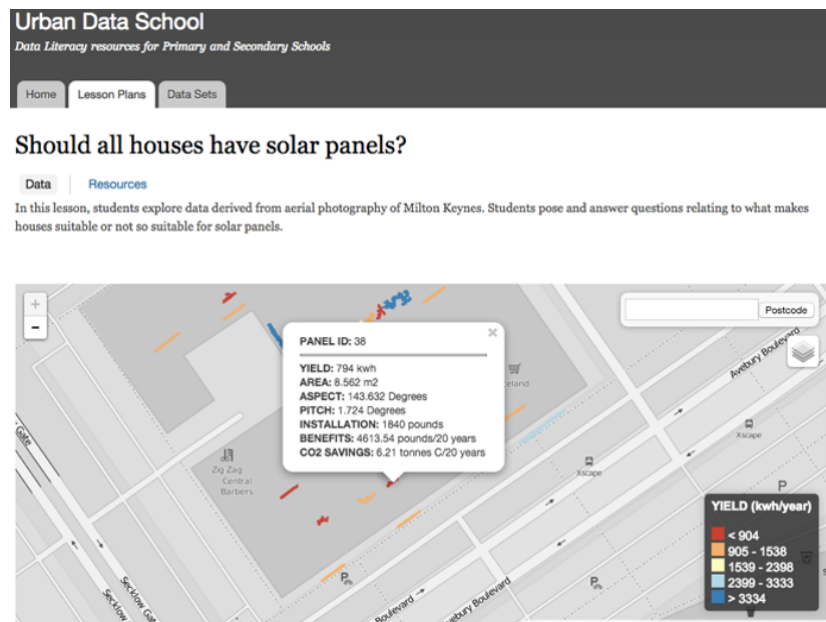 Urban Data School
Data Literacy resources for Primary and Secondary Schools
Home
Lesson Plans
Data Sets
Should all houses have solar panels?
Data
Resources
In this lesson, students explore data derived from aerial photography of Milton Keynes. Students pose and answer questions relating to what makes
houses suitable or not so suitable for solar panels.
+
-
Postcode
PANEL ID: 38
×
YIELD: 794 kwh
AREA: 8.562 m2
ASPECT: 143.632 Degrees
PITCH: 1.724 Degrees
INSTALLATION: 1840 pounds
BENEFITS: 4613.54 pounds/20 years
CO2 SAVINGS: 6.21 tonnes C/20 years
eland
Avebury Boulevard
Xscape
Xscape
Gate
Zig Zag
Central
Barbers
P
YIELD (kwh/year)
< 904
905 - 1538
1539 - 2398
2399 - 3333
> 3334
Secklow Gate
Secklow
P
P
Boulevard
Avebury Boulevard